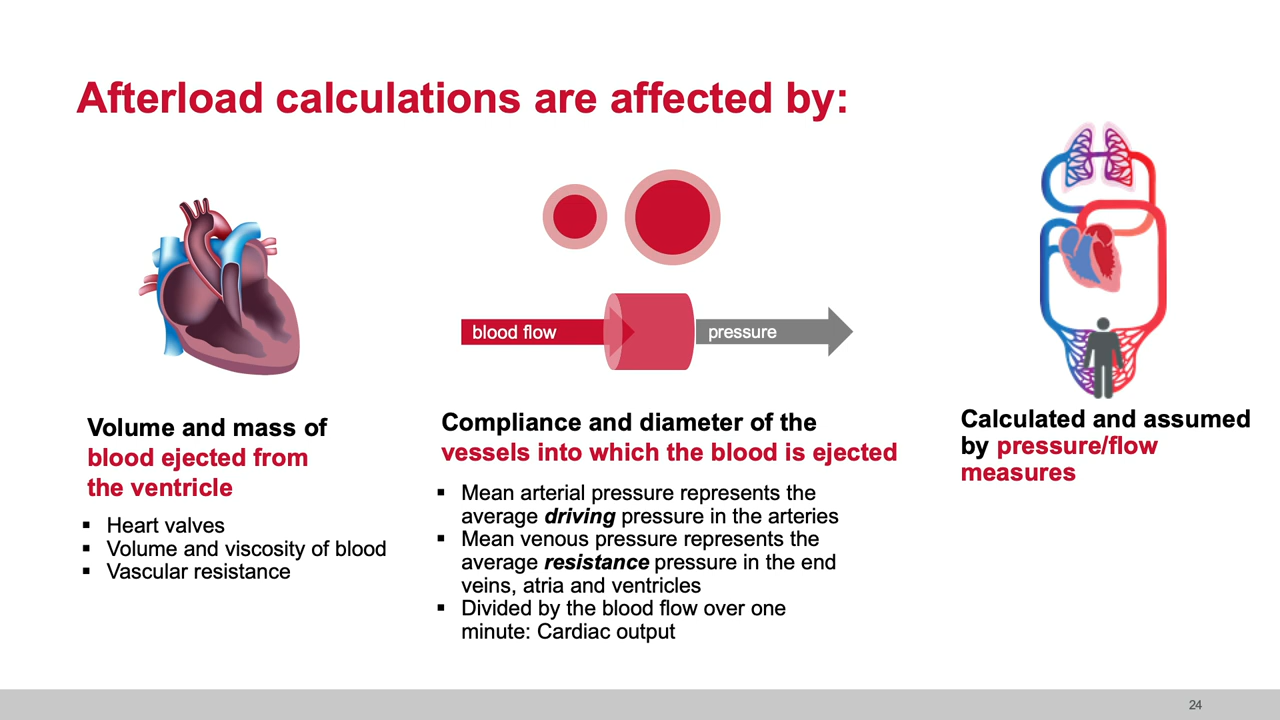 Afterload calculations are affected by:
blood flow
pressure
Volume and mass of
blood ejected from
the ventricle
▪ Heart valves
▪ Volume and viscosity of blood
▪ Vascular resistance
Compliance and diameter of the
vessels into which the blood is ejected
▪ Mean arterial pressure represents the
average driving pressure in the arteries
▪ Mean venous pressure represents the
average resistance pressure in the end
veins, atria and ventricles
▪ Divided by the blood flow over one
minute: Cardiac output
Calculated and assumed
by pressure/flow
measures
24